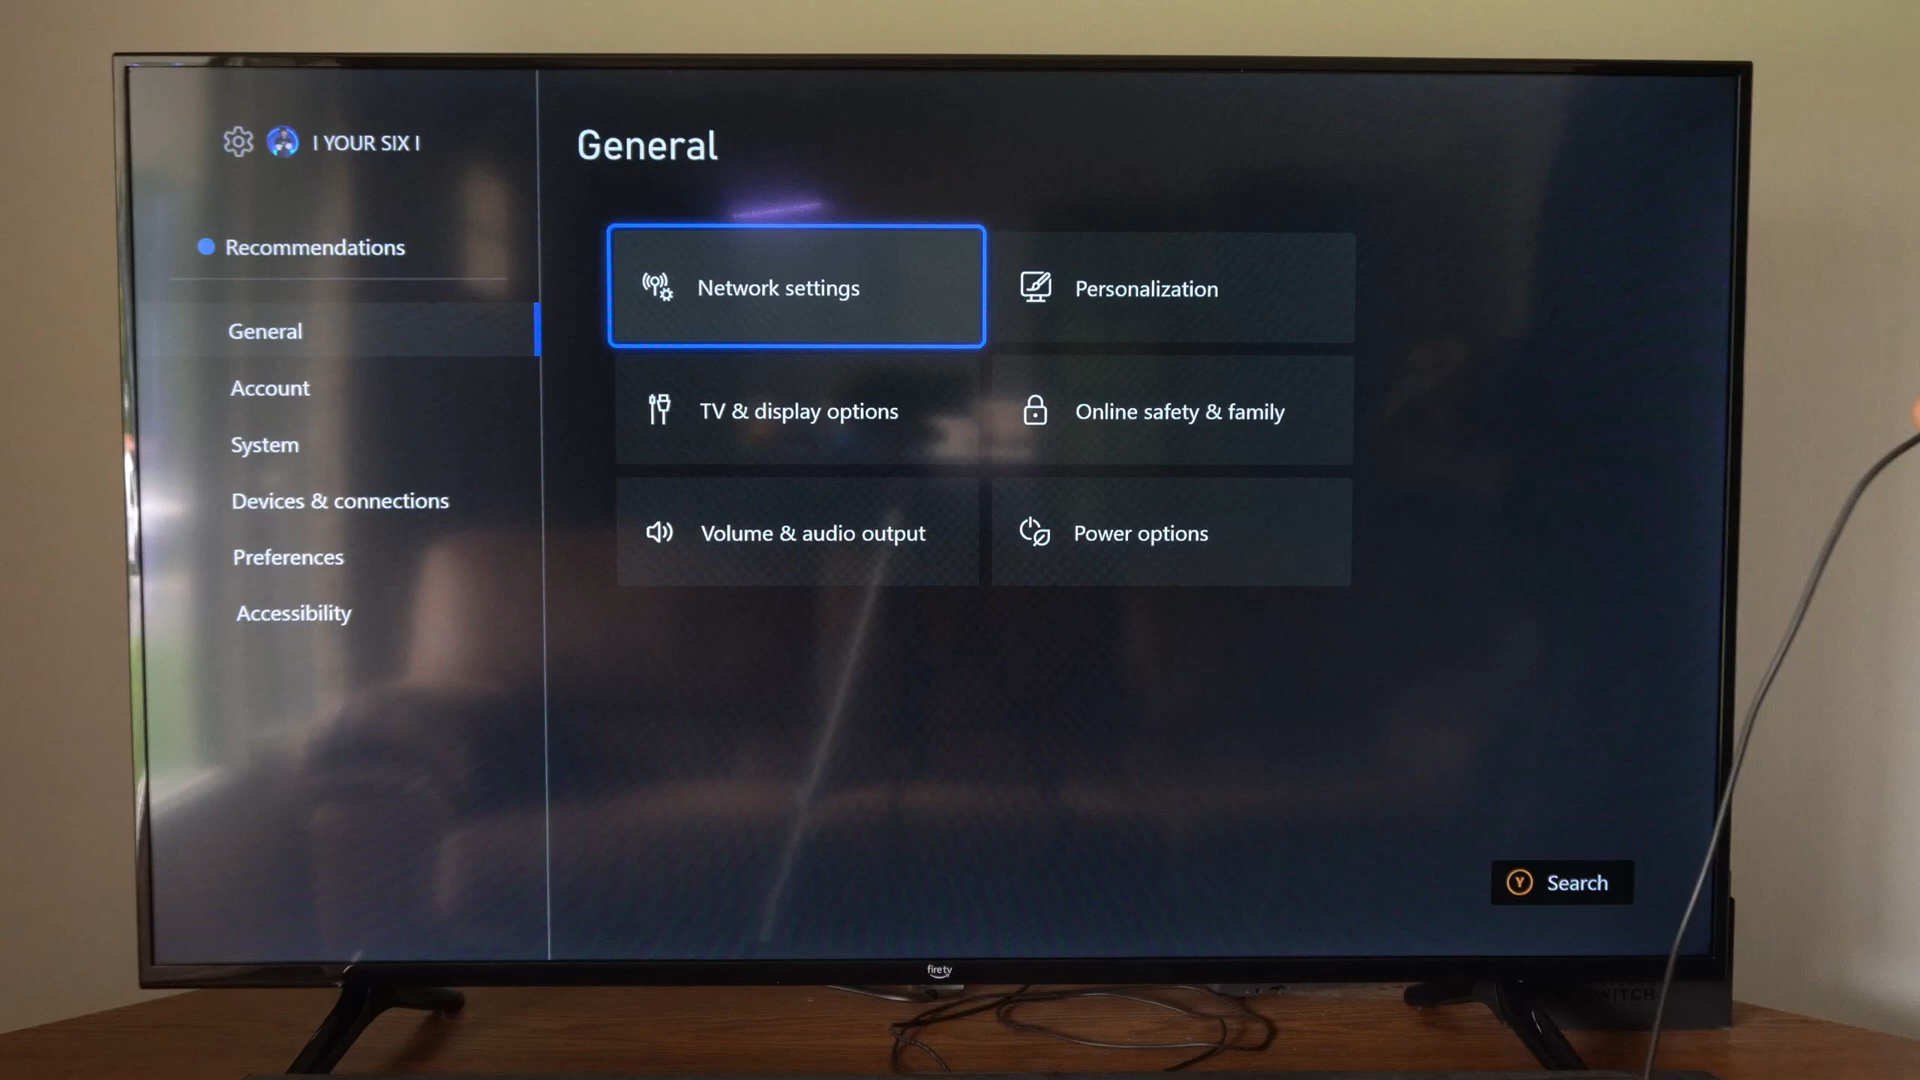 I YOUR SIX I
Recommendations
General
Account
System
Devices & connections
Preferences
Accessibility
General
Network settings
Personalization
TV & display options
Online safety & family
Volume & audio output
Power options
Y Search
firetv